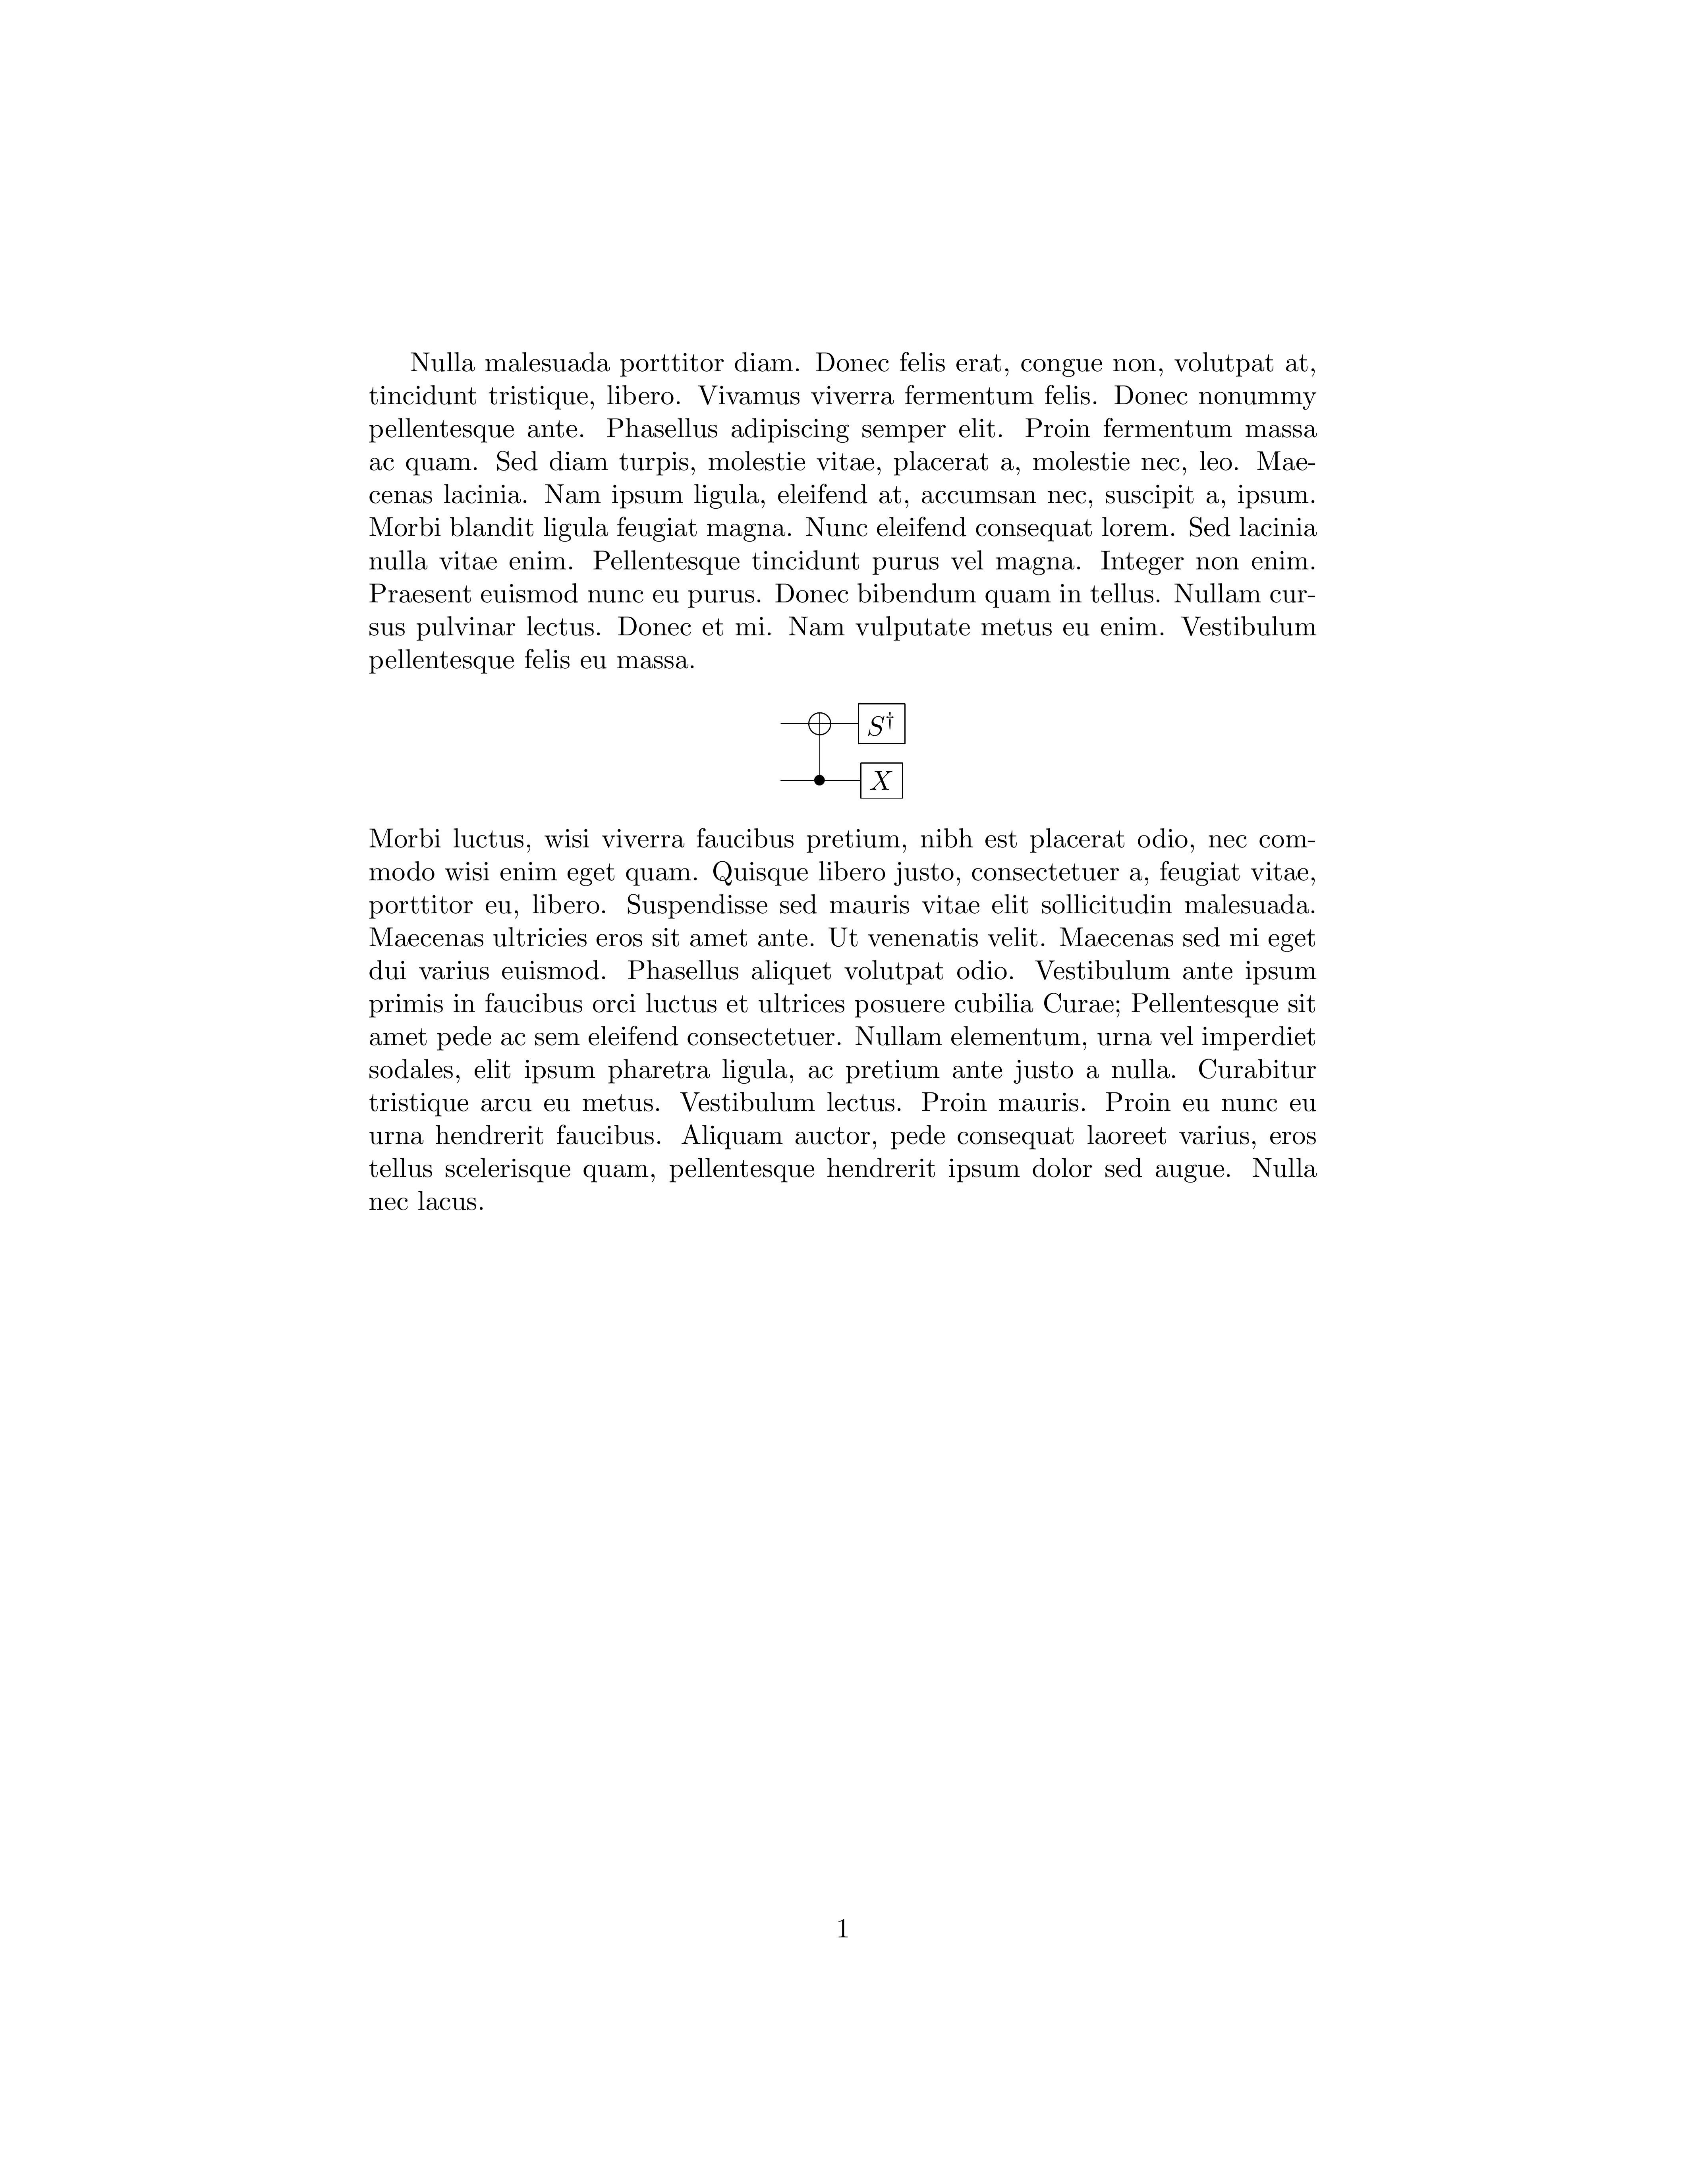 Nulla malesuada porttitor diam. Donec felis erat, congue non, volutpat at,
tincidunt tristique, libero. Vivamus viverra fermentum felis. Donec nonummy
pellentesque ante. Phasellus adipiscing semper elit. Proin fermentum massa
ac quam. Sed diam turpis, molestie vitae, placerat a, molestie nec, leo. Mae-
cenas lacinia. Nam ipsum ligula, eleifend at, accumsan nec, suscipit a, ipsum.
Morbi blandit ligula feugiat magna. Nunc eleifend consequat lorem. Sed lacinia
nulla vitae enim. Pellentesque tincidunt purus vel magna. Integer non enim.
Praesent euismod nunc eu purus. Donec bibendum quam in tellus. Nullam cur-
sus pulvinar lectus. Donec et mi. Nam vulputate metus eu enim. Vestibulum
pellentesque felis eu massa.
S†
X
Morbi luctus, wisi viverra faucibus pretium, nibh est placerat odio, nec com-
modo wisi enim eget quam. Quisque libero justo, consectetuer a, feugiat vitae,
porttitor eu, libero. Suspendisse sed mauris vitae elit sollicitudin malesuada.
Maecenas ultricies eros sit amet ante. Ut venenatis velit. Maecenas sed mi eget
dui varius euismod. Phasellus aliquet volutpat odio. Vestibulum ante ipsum
primis in faucibus orci luctus et ultrices posuere cubilia Curae; Pellentesque sit
amet pede ac sem eleifend consectetuer. Nullam elementum, urna vel imperdiet
sodales, elit ipsum pharetra ligula, ac pretium ante justo a nulla. Curabitur
tristique arcu eu metus. Vestibulum lectus. Proin mauris. Proin eu nunc eu
urna hendrerit faucibus. Aliquam auctor, pede consequat laoreet varius, eros
tellus scelerisque quam, pellentesque hendrerit ipsum dolor sed augue. Nulla
nec lacus.
1